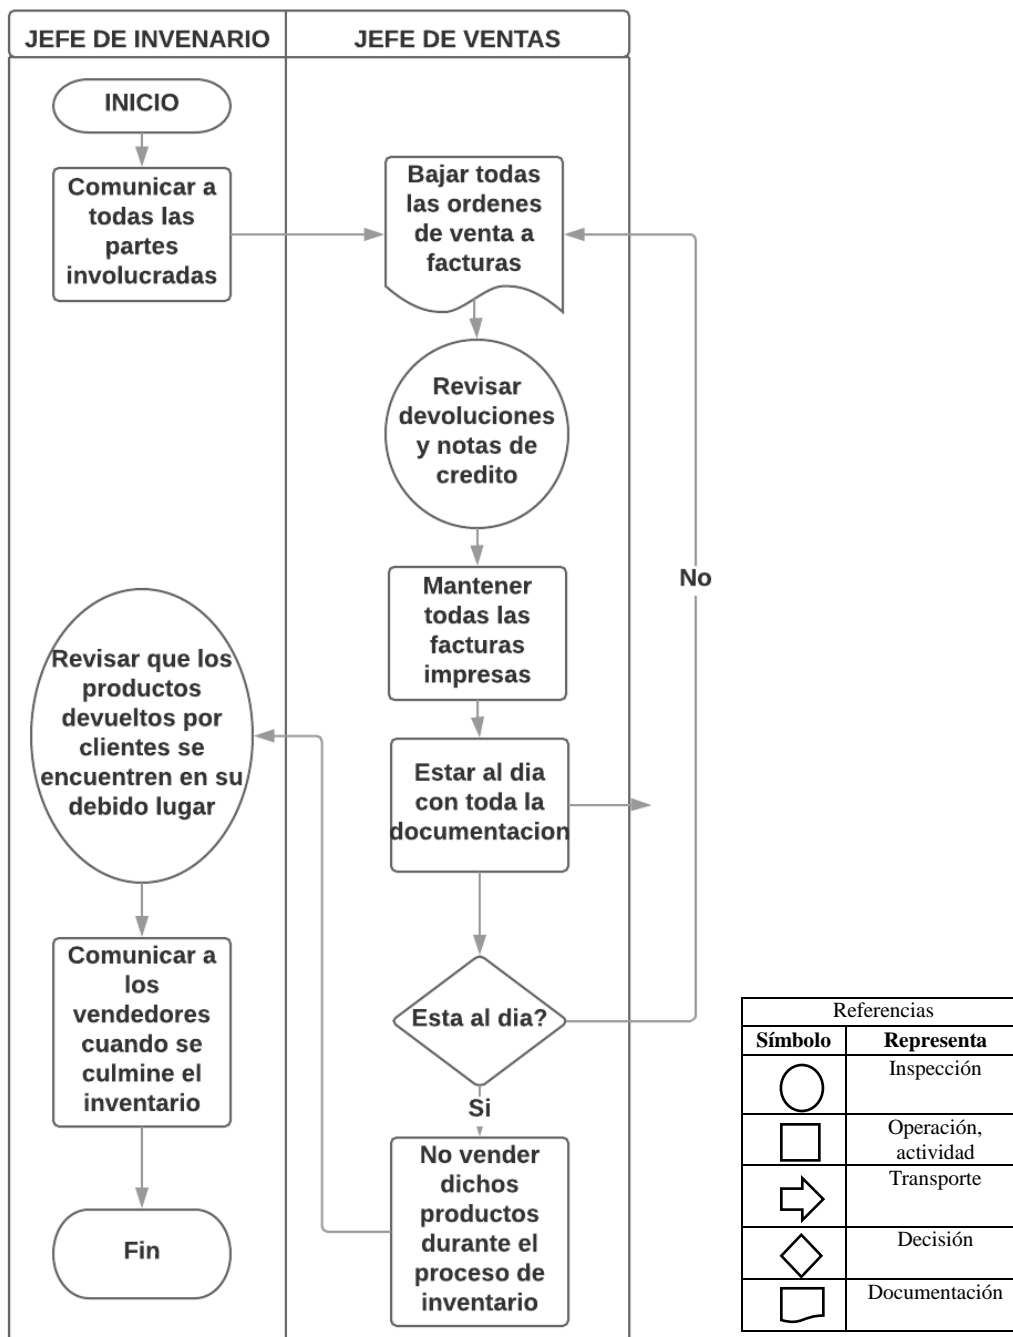 JEFE DE INVENARIO
JEFE DE VENTAS
INICIO
Comunicar a
todas las
partes
involucradas
Bajar todas
las ordenes
de venta a
facturas
Revisar
devoluciones
y notas de
credito
Mantener
todas las
facturas
impresas
Estar al dia
con toda la
documentacion
Esta al dia?
No
Si
No vender
dichos
productos
durante el
proceso de
inventario
Revisar que los
productos
devueltos por
clientes se
encuentren en su
debido lugar
Comunicar a
los
vendedores
cuando se
culmine el
inventario
Fin
Referencias
Símbolo
Representa
Inspección
Operación,
actividad
Transporte
Decisión
Documentación